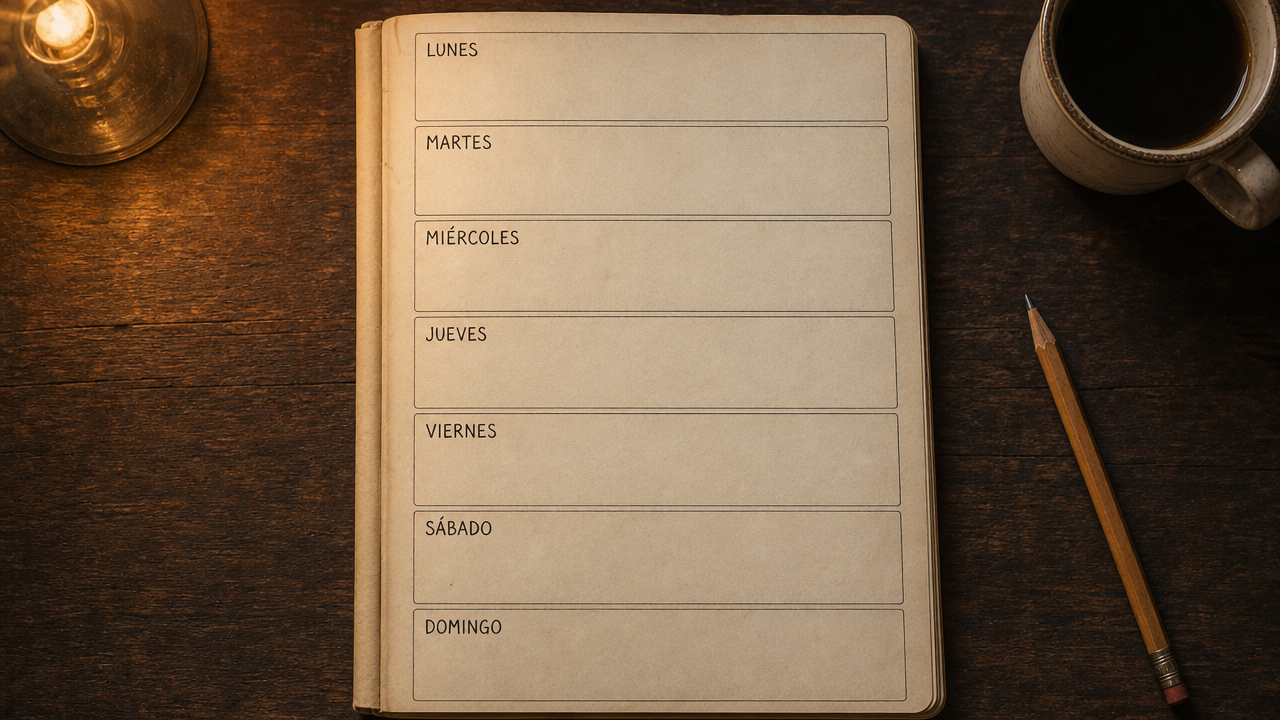 LUNES
MARTES
MIÉRCOLES
JUEVES
VIERNES
SÁBADO
DOMINGO